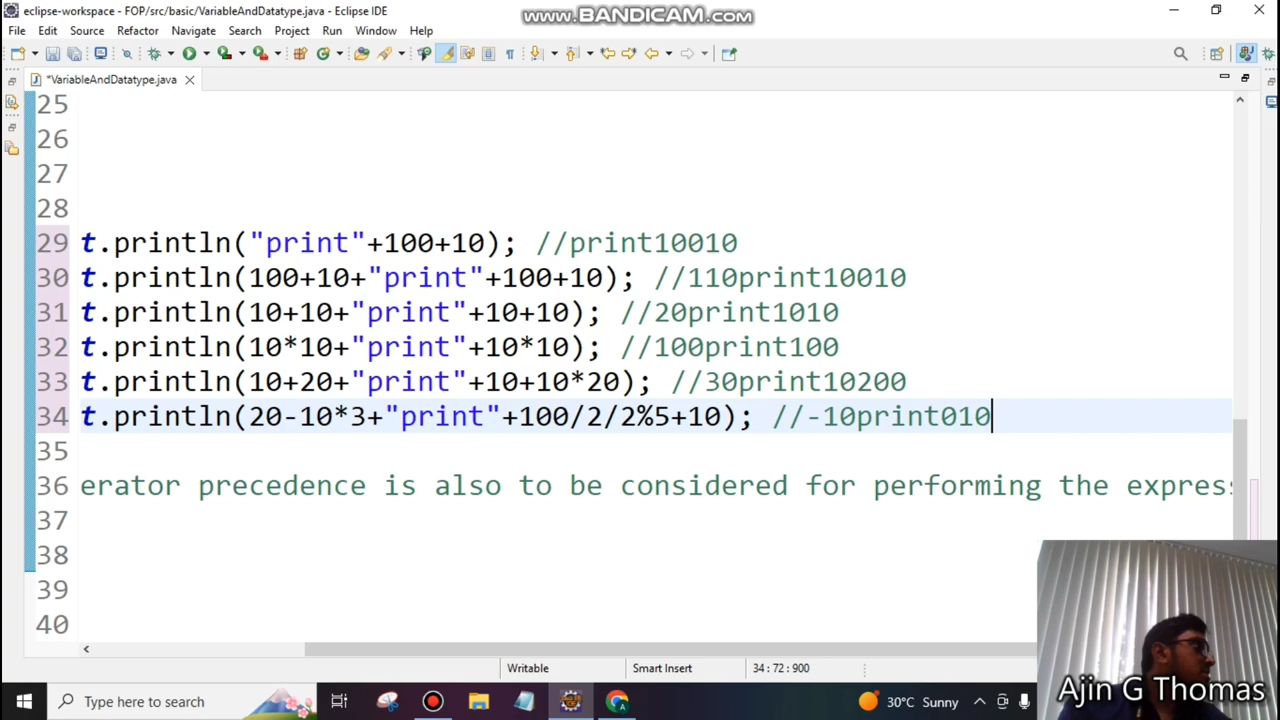 eclipse-workspace - FOP/src/basic/VariableAndDatatype.java - Eclipse IDE
www.BANDICAM.com
File Edit Source Refactor Navigate Search Project Run Window Help
*VariableAndDatatype.java
25
26
27
28
29 t.println("print"+100+10); //print10010
30 t.println(100+10+"print"+100+10); //110print10010
31 t.println(10+10+"print"+10+10); //20print1010
32 t.println(10*10+"print"+10*10); //100print100
33 t.println(10+20+"print"+10+10*20); //30print10200
34 t.println(20-10*3+"print"+100/2/2%5+10); //-10print010
35
36 erator precedence is also to be considered for performing the express
37
38
39
40
Writable Smart Insert 34 : 72 : 900
Type here to search
30°C Sunny
Ajin G Thomas